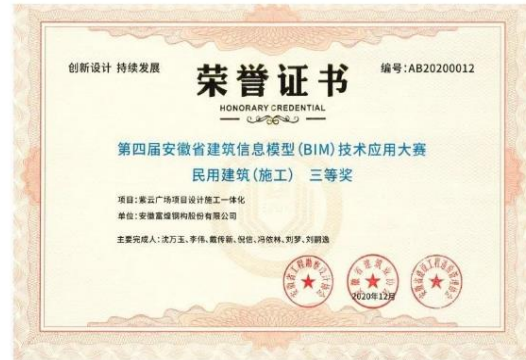 创新设计 持续发展
编号:AB20200012
荣誉证书
HONORARY CREDENTIAL
第四届安徽省建筑信息模型(BIM)技术应用大赛
民用建筑(施工) 三等奖
项目:紫云广场项目设计施工一体化
单位:安徽富煌钢构股份有限公司
主要完成人:沈万玉、李伟、戴传新、倪信、冯依林、刘梦、刘嗣逸
2020年12月